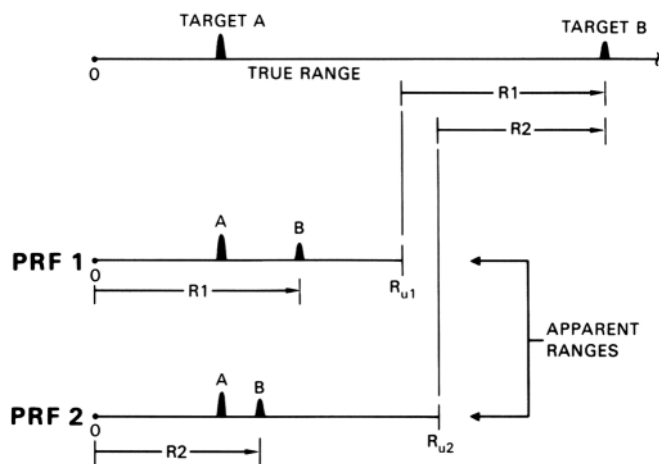 TARGET A
TARGET B
0
TRUE RANGE
R1
R2
A
B
PRF 1
0
R1
Ru1
APPARENT
RANGES
A
B
PRF 2
0
R2
Ru2